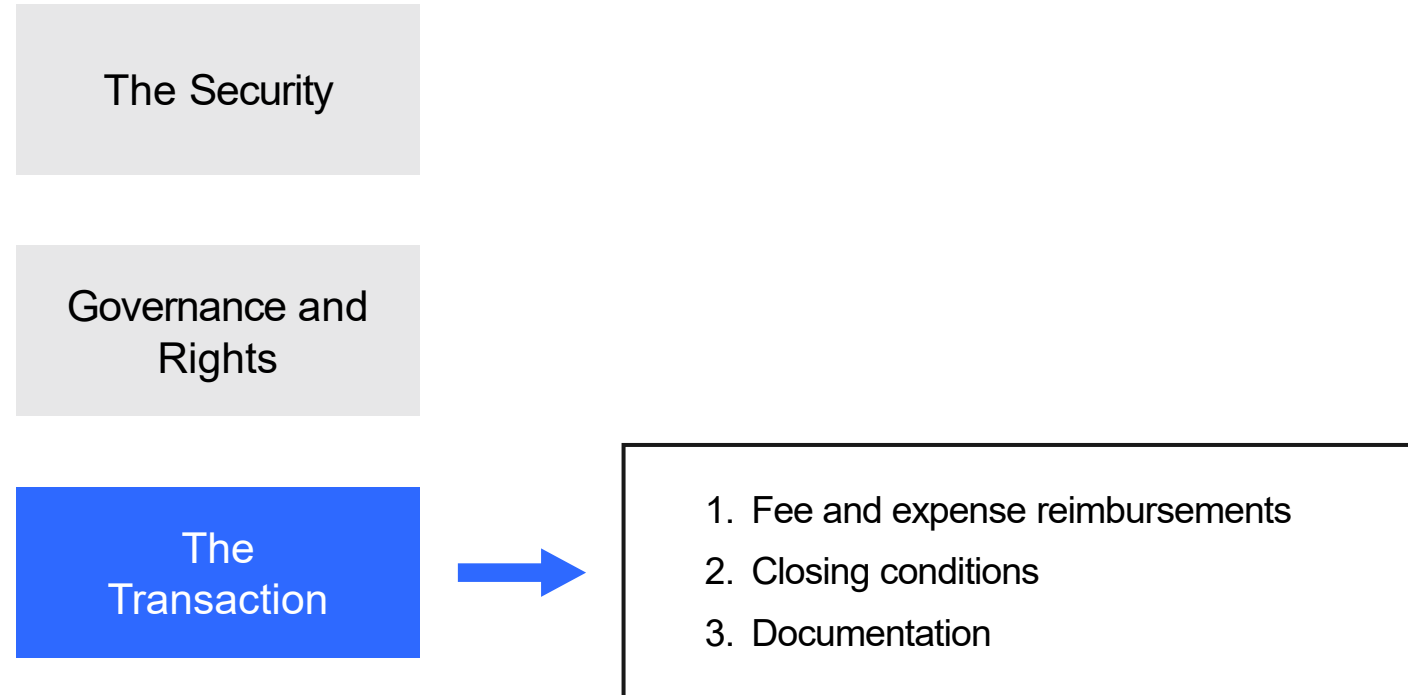 The Security
Governance and
Rights
The
Transaction
1. Fee and expense reimbursements
2. Closing conditions
3. Documentation